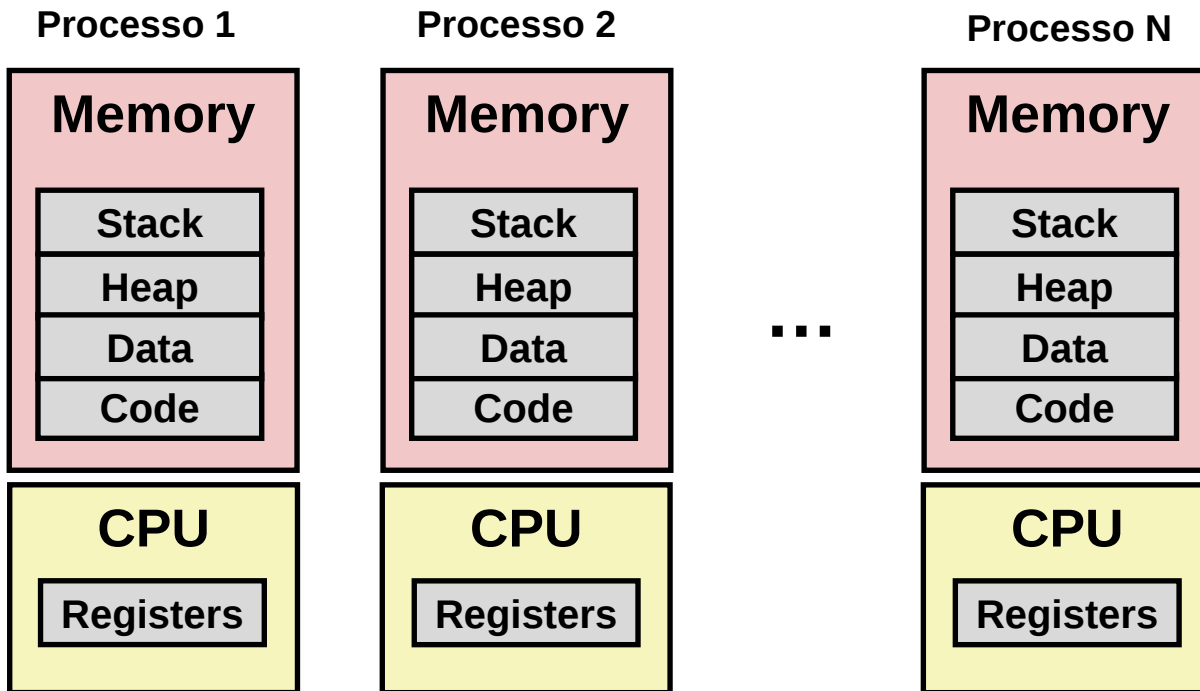 Processo 1
Processo 2
Processo N
Memory
Memory
Memory
Stack
Stack
Stack
Heap
Heap
...
Heap
Data
Data
Data
Code
Code
Code
CPU
CPU
CPU
Registers
Registers
Registers